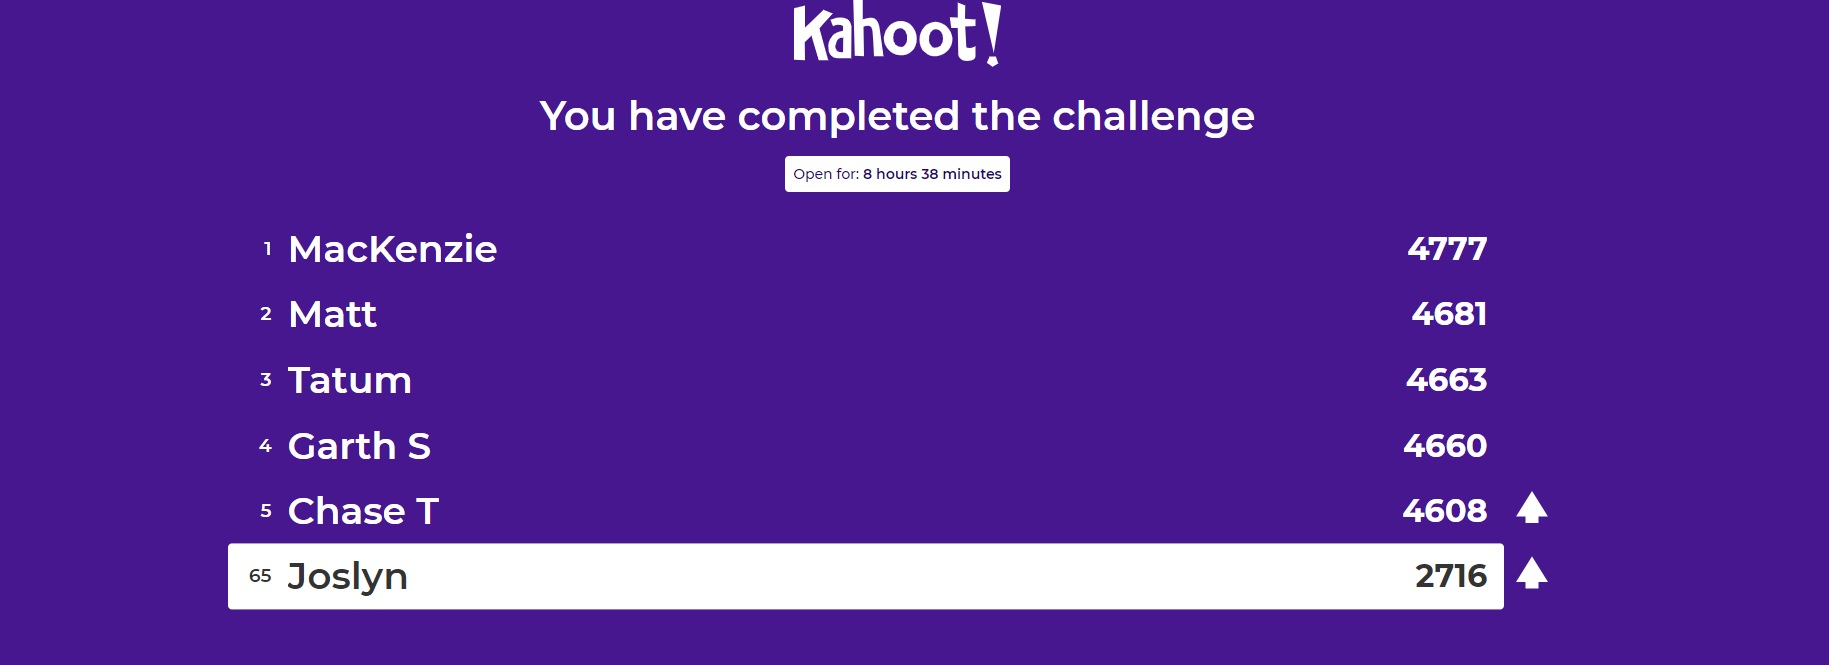 Kahoot!
You have completed the challenge
Open for: 8 hours 38 minutes
1 MacKenzie 4777
2 Matt 4681
3 Tatum 4663
4 Garth S 4660
5 Chase T 4608
65 Joslyn 2716